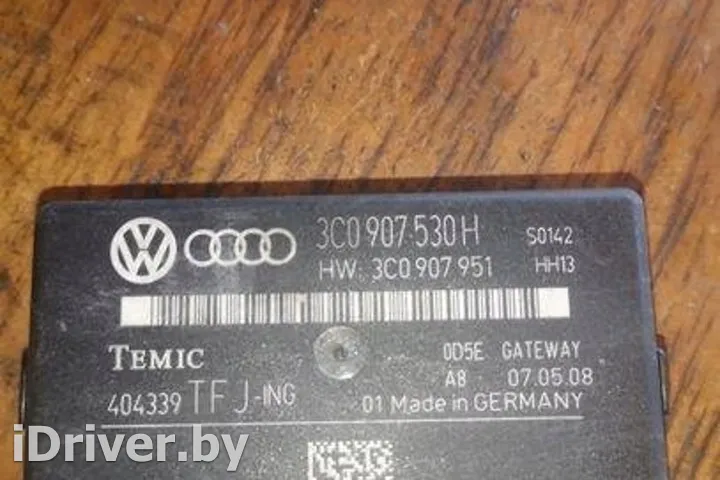 3C0 907 530 H S0142
HW: 3C0 907 951 HH13
TEMIC 0D5E GATEWAY
A8 07.05.08
404339 TFJ-ING 01 Made in GERMANY
iDriver.by